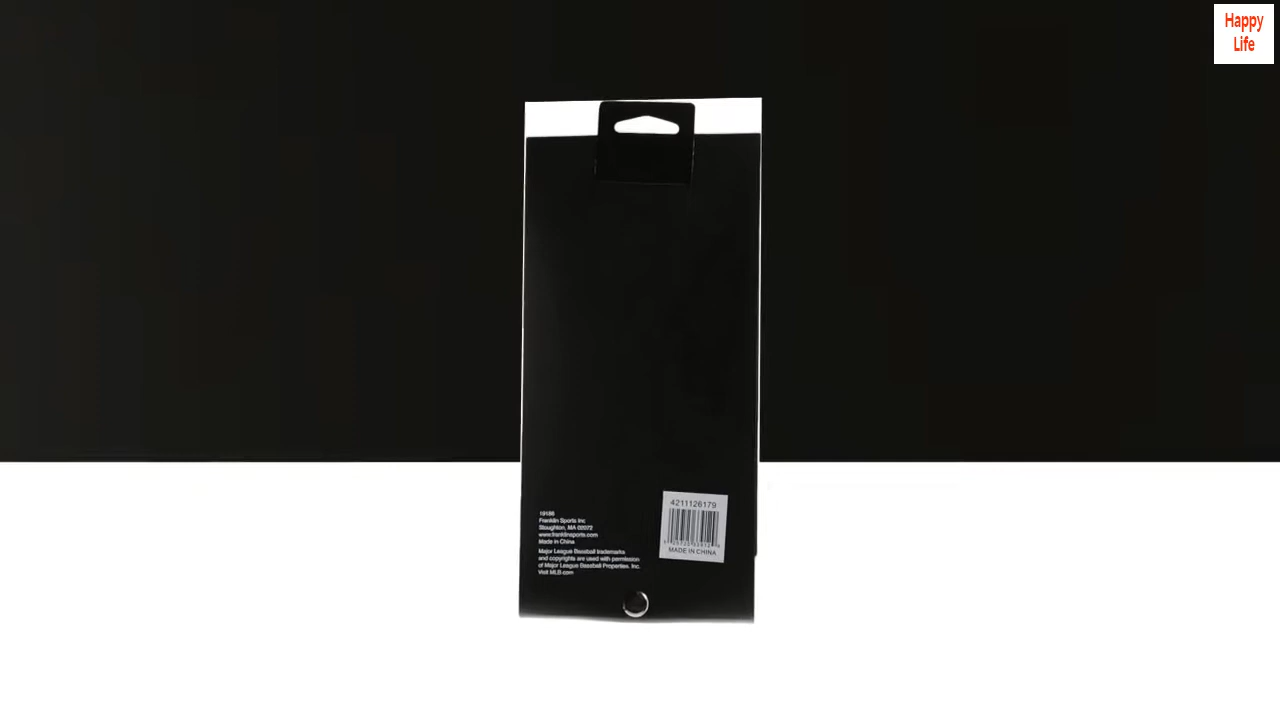 Happy
Life
4211126179
MADE IN CHINA
19186
Franklin Sports Inc
Stoughton, MA 02072
www.franklinsports.com
Made in China
Major League Baseball trademarks
and copyrights are used with permission
of Major League Baseball Properties, Inc.
Visit MLB.com